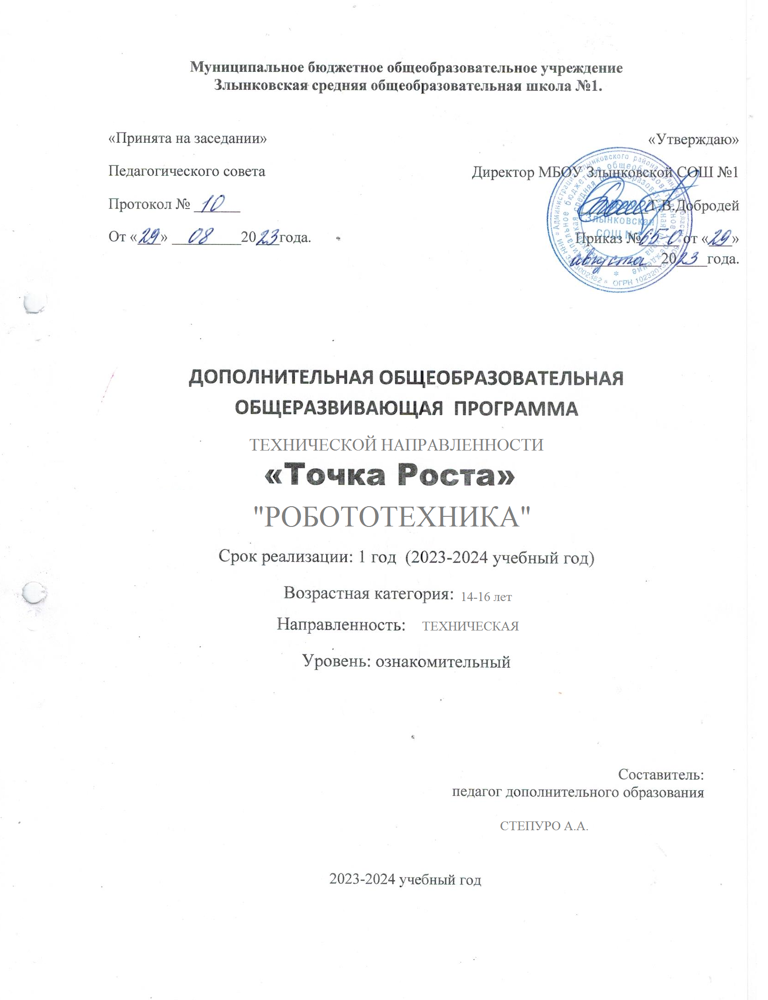 Муниципальное бюджетное общеобразовательное учреждение
Злынковская средняя общеобразовательная школа №1.
«Принята на заседании»
Педагогического совета
Протокол № 10
От «29» 08 2023года.
«Утверждаю»
Директор МБОУ Злынковской СОШ №1
Т.В.Добродей
Приказ №65 О от «29»
августа 2023 года.
Злынковская
СОШ №
ДОПОЛНИТЕЛЬНАЯ ОБЩЕОБРАЗОВАТЕЛЬНАЯ
ОБЩЕРАЗВИВАЮЩАЯ ПРОГРАММА
ТЕХНИЧЕСКОЙ НАПРАВЛЕННОСТИ
«Точка Роста»
"РОБОТОТЕХНИКА"
Срок реализации: 1 год (2023-2024 учебный год)
Возрастная категория: 14-16 лет
Направленность: ТЕХНИЧЕСКАЯ
Уровень: ознакомительный
Составитель:
педагог дополнительного образования
СТЕПУРО А.А.
2023-2024 учебный год